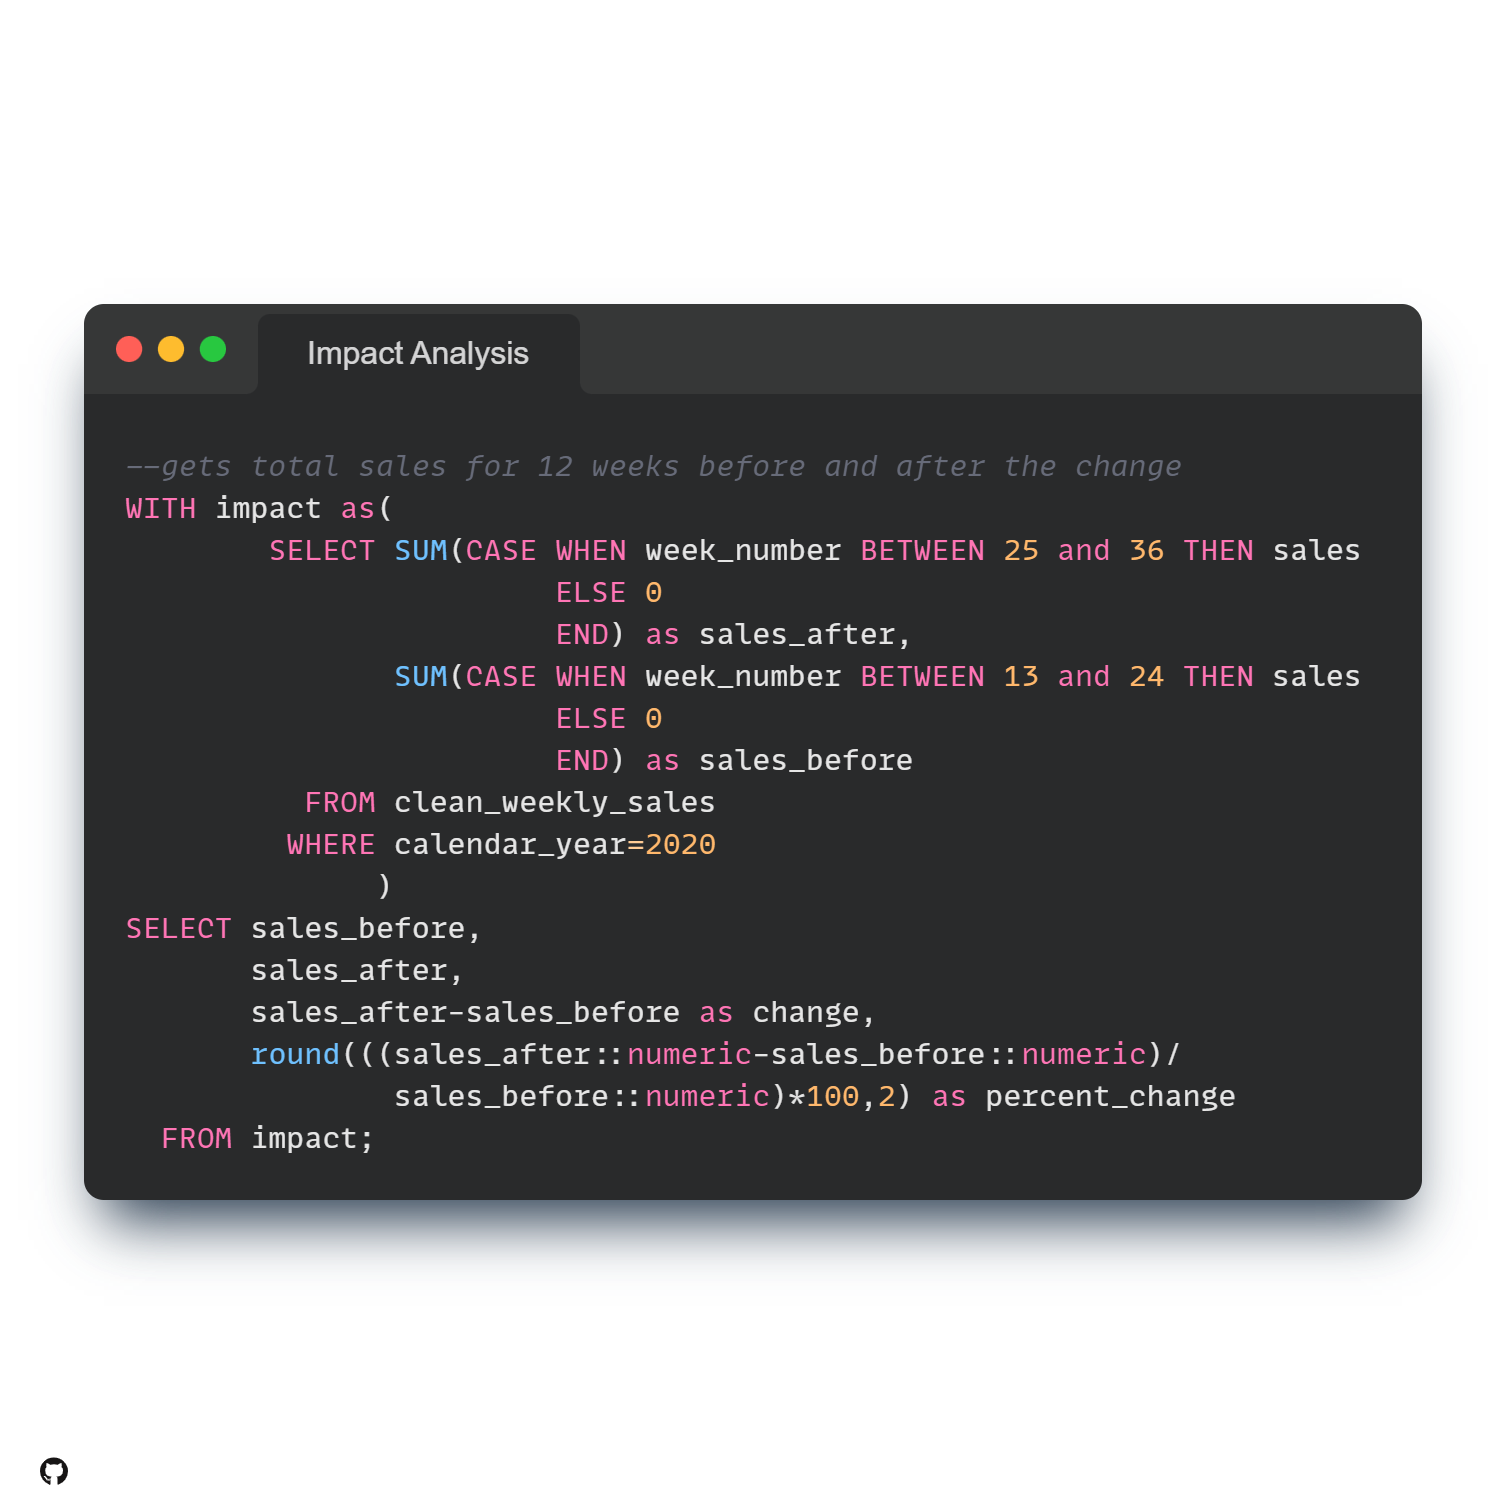 Impact Analysis
--gets total sales for 12 weeks before and after the change
WITH impact as(
SELECT SUM(CASE WHEN week_number BETWEEN 25 and 36 THEN sales
ELSE 0
END) as sales_after,
SUM(CASE WHEN week_number BETWEEN 13 and 24 THEN sales
ELSE 0
END) as sales_before
FROM clean_weekly_sales
WHERE calendar_year=2020
)
SELECT sales_before,
sales_after,
sales_after-sales_before as change,
round(((sales_after::numeric-sales_before::numeric)/
sales_before::numeric)*100,2) as percent_change
FROM impact;